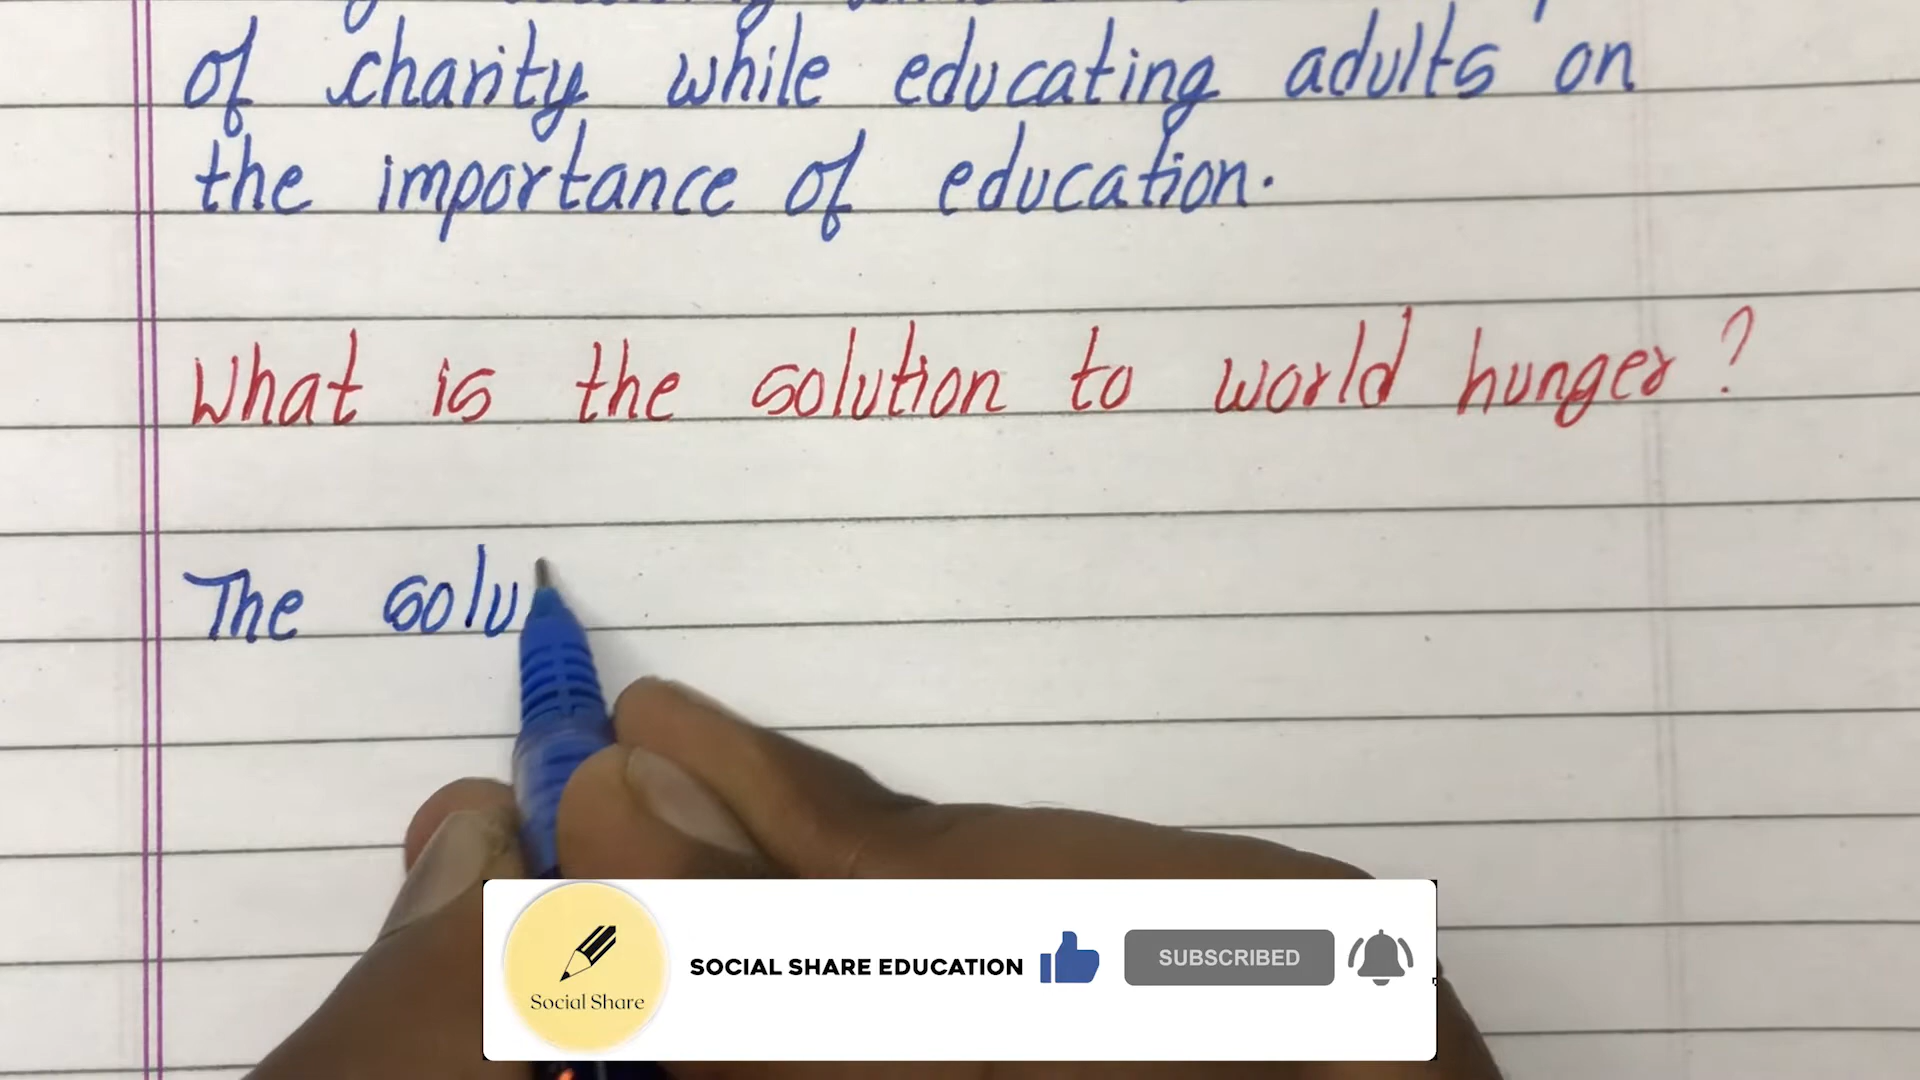 of charity while educating adults on
the importance of education.
What is the solution to world hunger?
The solu
SOCIAL SHARE EDUCATION
SUBSCRIBED
Social Share